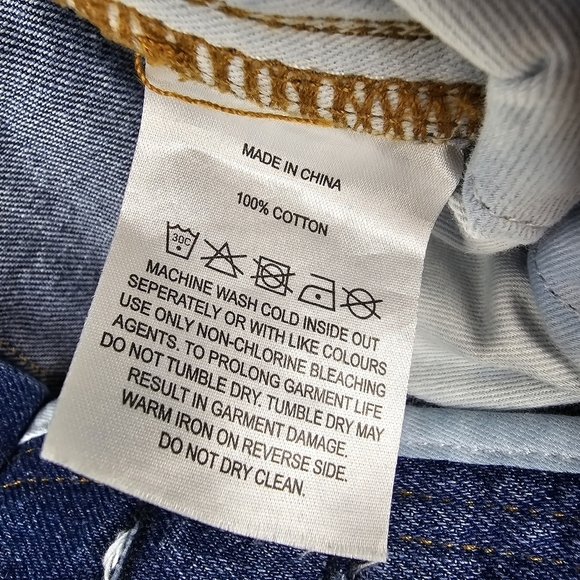 MADE IN CHINA
100% COTTON
30C
MACHINE WASH COLD INSIDE OUT
SEPERATELY OR WITH LIKE COLOURS
USE ONLY NON-CHLORINE BLEACHING
AGENTS. TO PROLONG GARMENT LIFE
DO NOT TUMBLE DRY. TUMBLE DRY MAY
RESULT IN GARMENT DAMAGE.
WARM IRON ON REVERSE SIDE.
DO NOT DRY CLEAN.